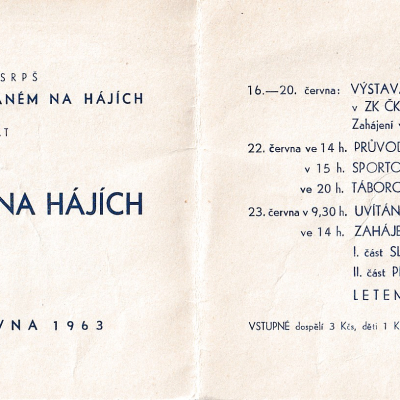 SRPŠ
ANÉM NA HÁJÍCH
AT
NA HÁJÍCH
VNA 1963
16.—20. června: VÝSTAV
v ZK ČK
Zahájení v
22. června ve 14 h. PRŮVOD
v 15 h. SPORTO
ve 20 h. TÁBORO
23. června v 9,30 h. UVÍTÁN
ve 14 h. ZAHÁJE
I. část SL
II. část P
LETEN
VSTUPNÉ dospělí 3 Kčs, děti 1 K